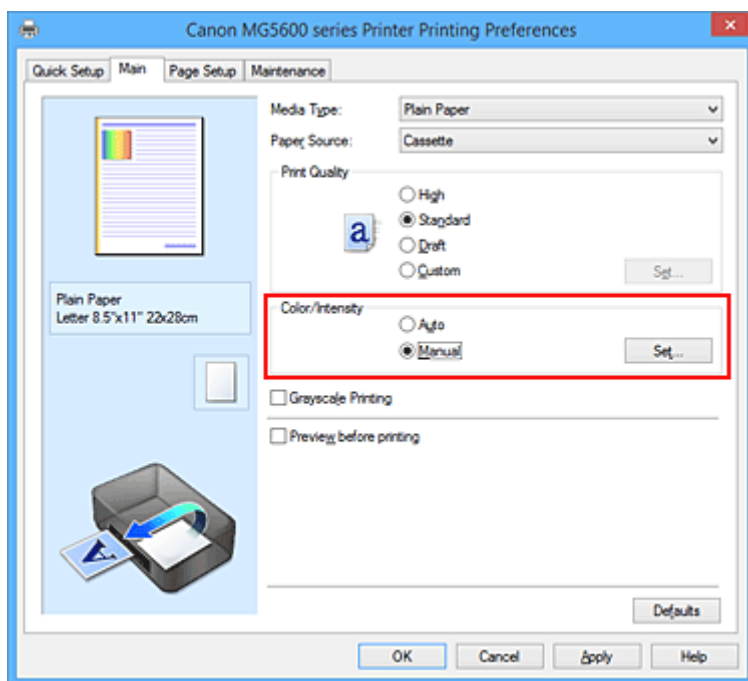 Canon MG5600 series Printer Printing Preferences
Quick Setup Main Page Setup Maintenance
Media Type: Plain Paper
Paper Source: Cassette
Print Quality
High
a
Standard
Draft
Custom
Set...
Plain Paper
Letter 8.5"x11" 22x28cm
Color/Intensity
Auto
Manual
Set...
Grayscale Printing
Preview before printing
A
Defaults
OK Cancel Apply Help